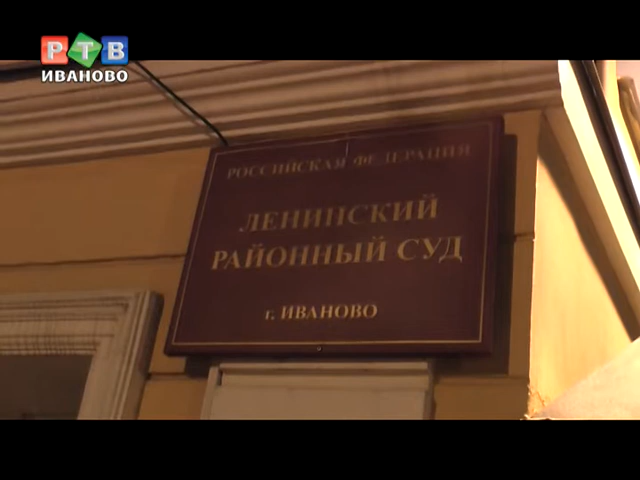 РТВ
ИВАНОВО
РОССИЙСКАЯ ФЕДЕРАЦИЯ
ЛЕНИНСКИЙ
РАЙОННЫЙ СУД
г. ИВАНОВО